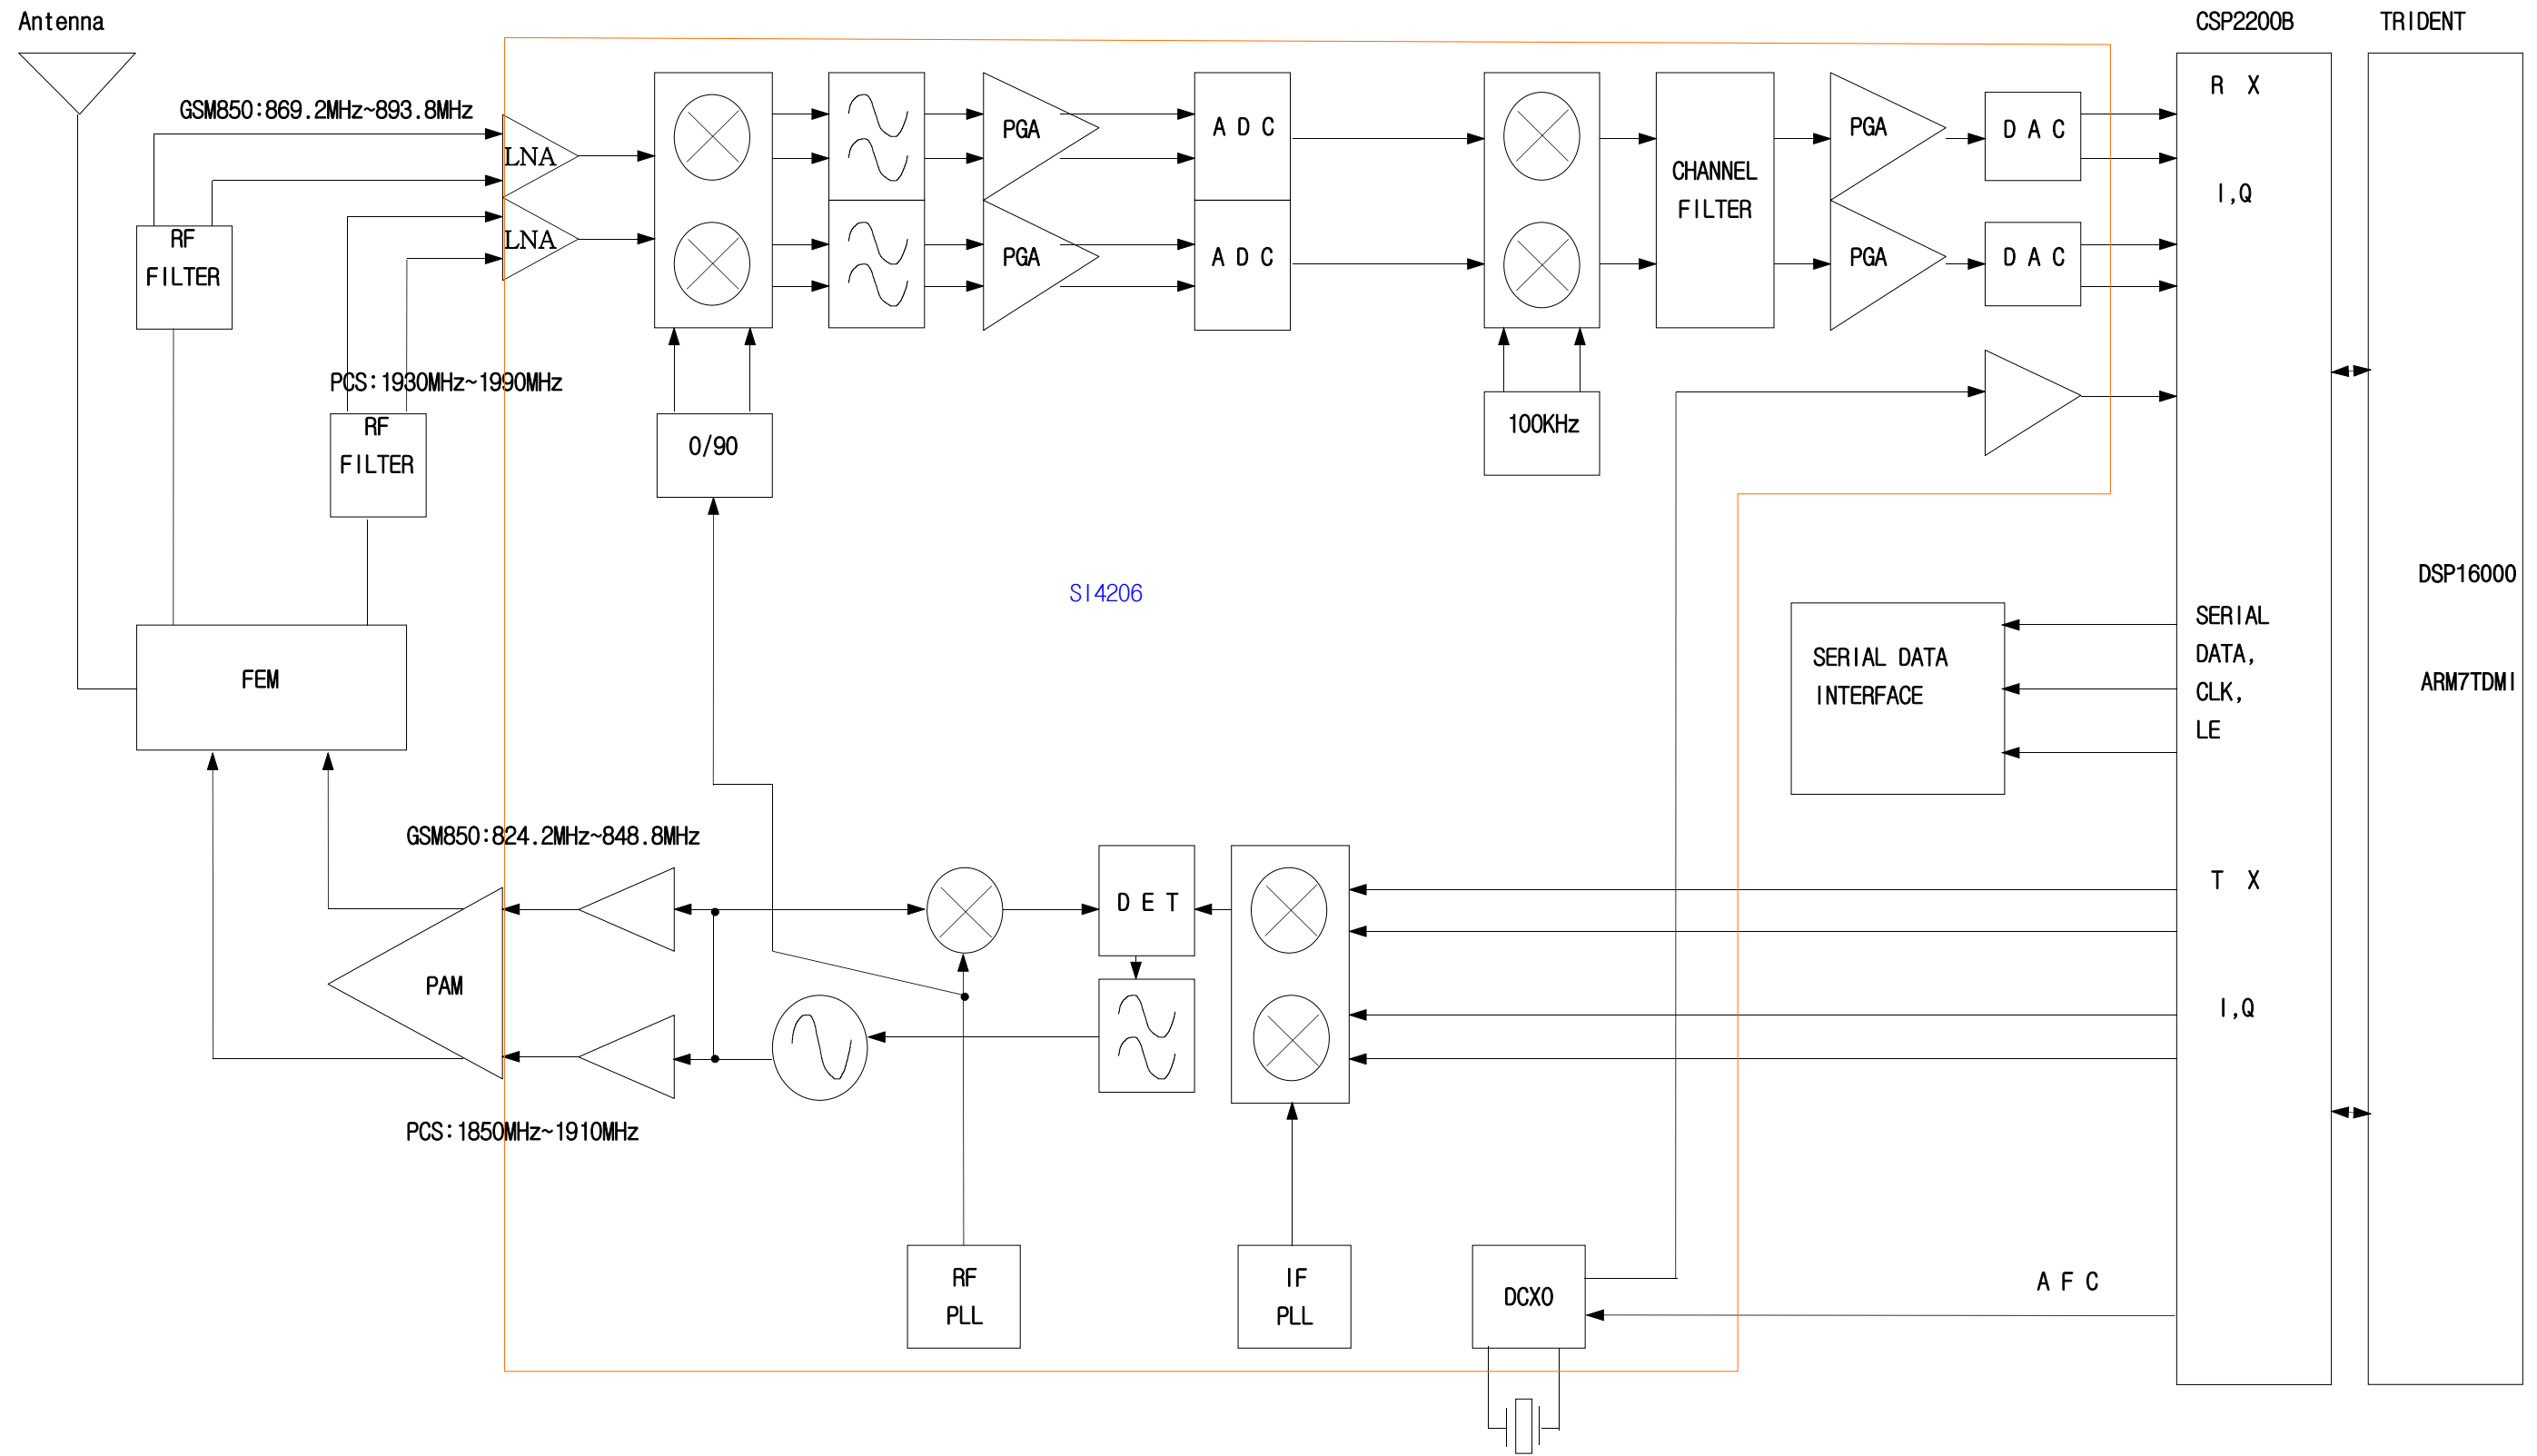 Antenna
CSP2200B
TRIDENT
GSM850:869.2MHz~893.8MHz
R X
LNA
PGA
A D C
CHANNEL
FILTER
PGA
D A C
I,Q
LNA
RF
FILTER
PGA
A D C
PGA
D A C
PCS:1930MHz~1990MHz
RF
FILTER
0/90
100KHz
SI4206
DSP16000
SERIAL
DATA,
CLK,
LE
SERIAL DATA
INTERFACE
FEM
ARM7TDMI
GSM850:824.2MHz~848.8MHz
D E T
T X
PAM
I,Q
PCS:1850MHz~1910MHz
RF
PLL
IF
PLL
DCXO
A F C